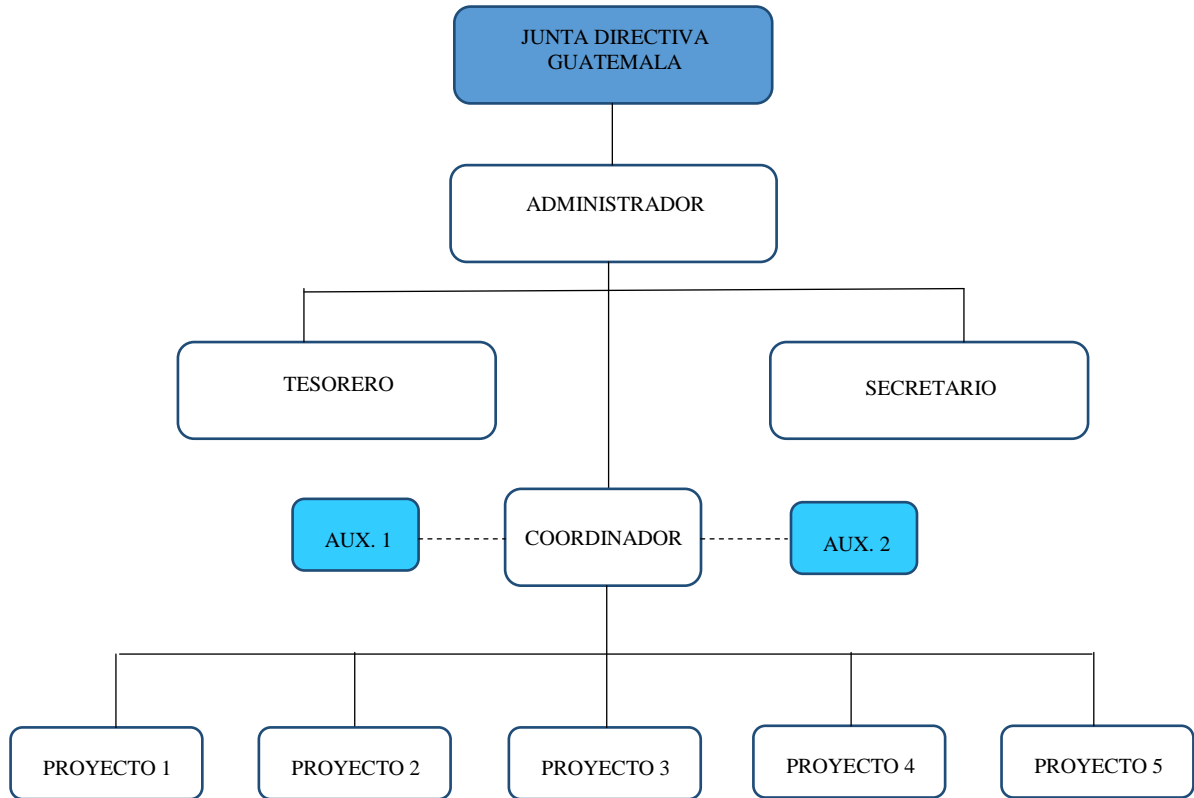 JUNTA DIRECTIVA
GUATEMALA
ADMINISTRADOR
TESORERO
SECRETARIO
AUX. 1
COORDINADOR
AUX. 2
PROYECTO 1
PROYECTO 2
PROYECTO 3
PROYECTO 4
PROYECTO 5